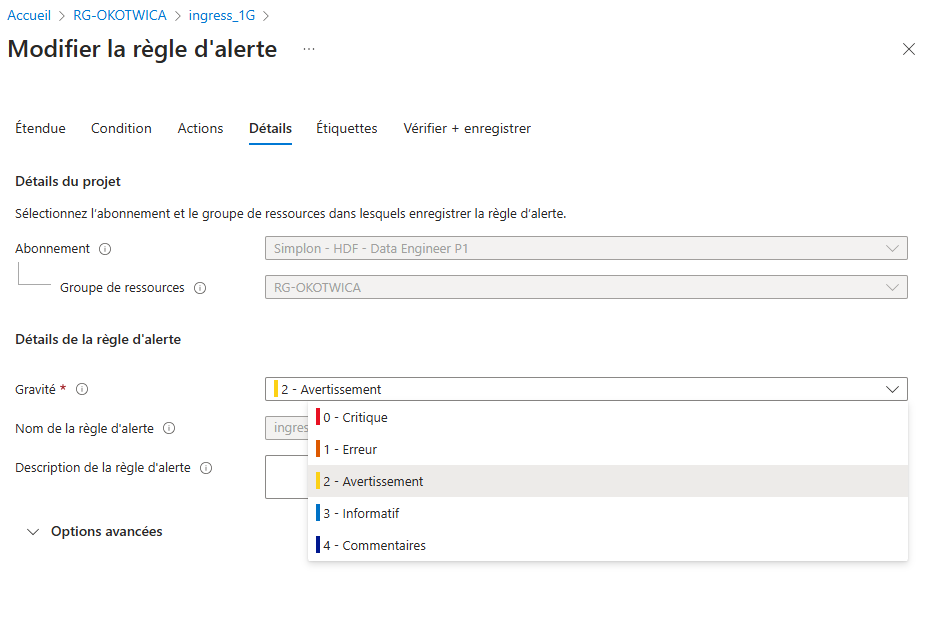 Accueil > RG-OKOTWICA > ingress_1G >
Modifier la règle d'alerte ...
Étendue Condition Actions Détails Étiquettes Vérifier + enregistrer
Détails du projet
Sélectionnez l'abonnement et le groupe de ressources dans lesquels enregistrer la règle d'alerte.
Abonnement
Simplon - HDF - Data Engineer P1
Groupe de ressources
RG-OKOTWICA
Détails de la règle d'alerte
Gravité *
2 - Avertissement
0 - Critique
Nom de la règle d'alerte
ingres
1 - Erreur
Description de la règle d'alerte
2 - Avertissement
3 - Informatif
Options avancées
4 - Commentaires